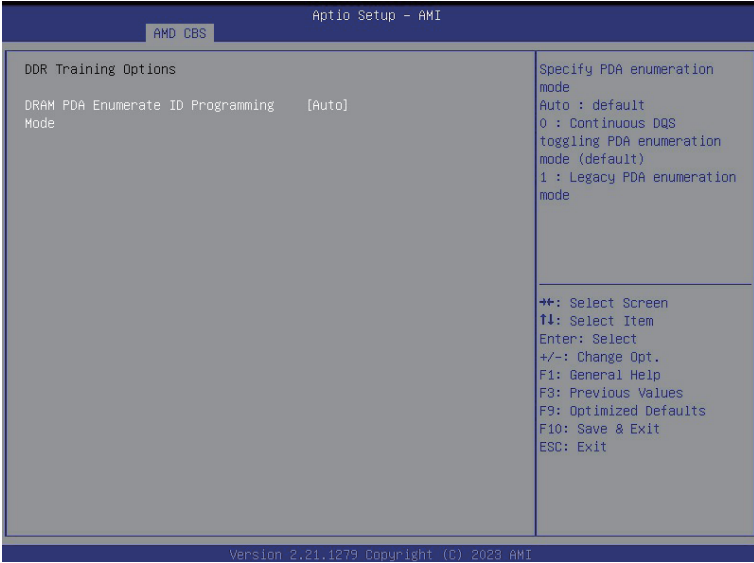 Aptio Setup – AMI
AMD CBS
DDR Training Options
DRAM PDA Enumerate ID Programming [Auto]
Mode
Specify PDA enumeration
mode
Auto : default
0 : Continuous DQS
toggling PDA enumeration
mode (default)
1 : Legacy PDA enumeration
mode
→←: Select Screen
↑↓: Select Item
Enter: Select
+/-: Change Opt.
F1: General Help
F3: Previous Values
F9: Optimized Defaults
F10: Save & Exit
ESC: Exit
Version 2.21.1279 Copyright (C) 2023 AMI